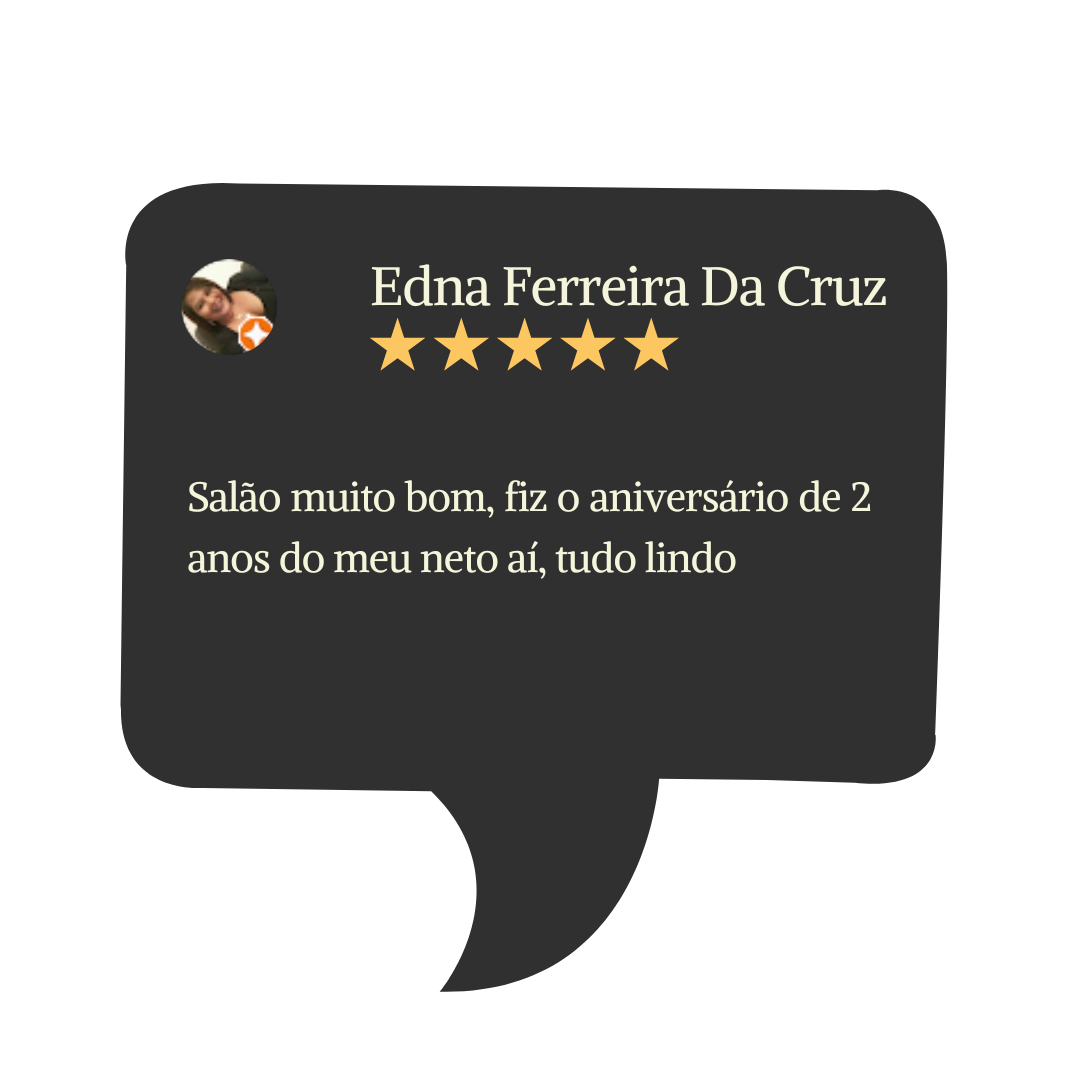 Edna Ferreira Da Cruz
Salão muito bom, fiz o aniversário de 2
anos do meu neto aí, tudo lindo